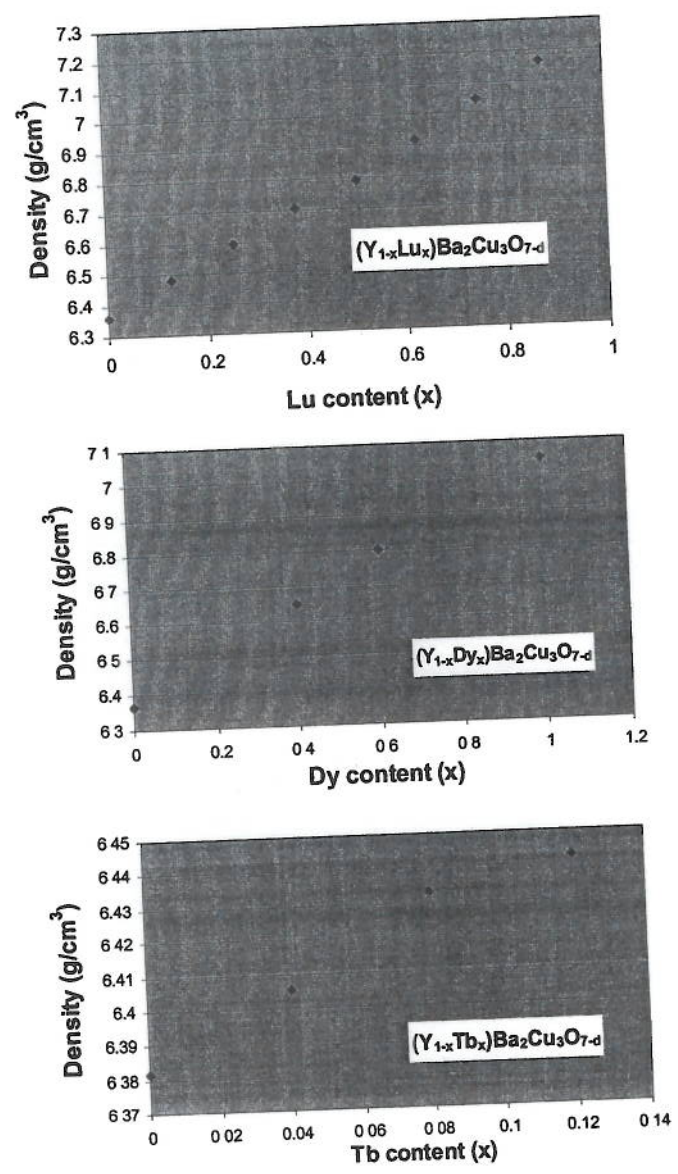 7.3
7.2
7.1
7
6.9
6.8
6.7
6.6
6.5
6.4
6.3
Density (g/cm³)
(Y₁₋ₓLuₓ)Ba₂Cu₃O₇₋d
0 0.2 0.4 0.6 0.8 1
Lu content (x)
7 1
7
6 9
6.8
6 7
6.6
6 5
6.4
6 3
Density (g/cm³)
(Y₁₋ₓDyₓ)Ba₂Cu₃O₇₋d
0 0.2 0 4 0 6 0 8 1 1.2
Dy content (x)
6 45
6 44
6 43
6 42
6.41
6.4
6.39
6 38
6 37
Density (g/cm³)
(Y₁₋ₓTbₓ)Ba₂Cu₃O₇₋d
0 0 02 0.04 0 06 0 08 0.1 0.12 0 14
Tb content (x)